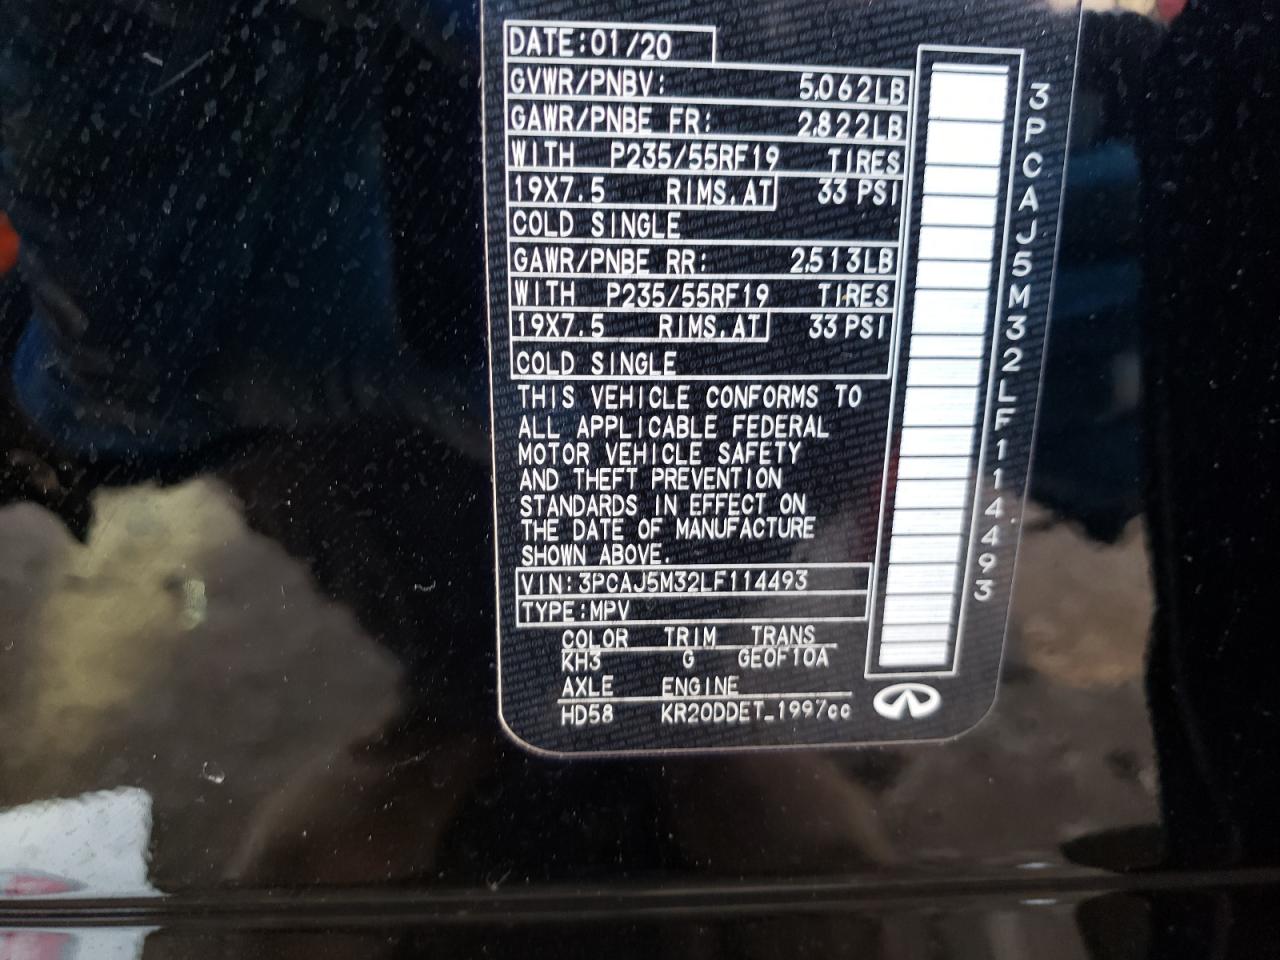 DATE:01/20
GVWR/PNBV: 5,062LB
GAWR/PNBE FR: 2,822LB
WITH P235/55RF19 TIRES
19X7.5 RIMS.AT 33 PSI
COLD SINGLE
GAWR/PNBE RR: 2,513LB
WITH P235/55RF19 TIRES
19X7.5 RIMS.AT 33 PSI
COLD SINGLE
THIS VEHICLE CONFORMS TO
ALL APPLICABLE FEDERAL
MOTOR VEHICLE SAFETY
AND THEFT PREVENTION
STANDARDS IN EFFECT ON
THE DATE OF MANUFACTURE
SHOWN ABOVE.
VIN:3PCAJ5M32LF114493
TYPE:MPV
COLOR TRIM TRANS
KH3 G GE0F10A
AXLE ENGINE
HD58 KR20DDET_1997cc
3PCAJ5M32LF114493